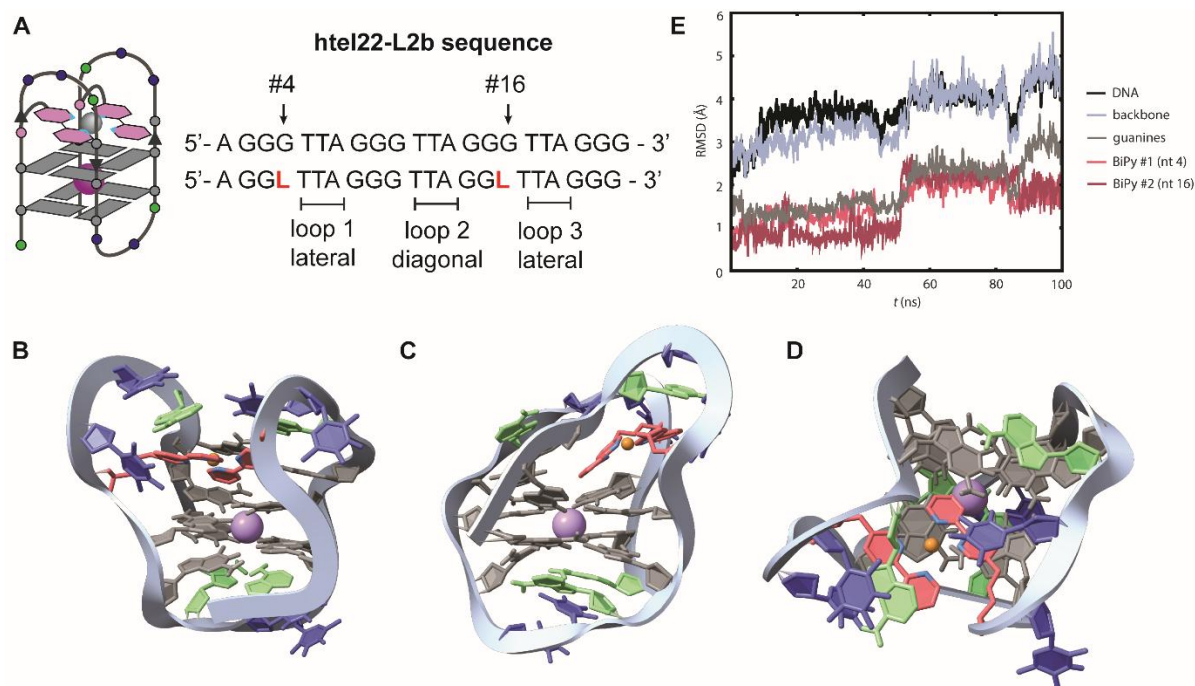 A
htel22-L2b sequence
#4 #16
5'- A GGG TTA GGG TTA GGG TTA GGG - 3'
5'- A GGL TTA GGG TTA GGL TTA GGG - 3'
loop 1 loop 2 loop 3
lateral diagonal lateral
E
6
5
4
3
2
1
0
RMSD (Å)
20 40 60 80 100
t (ns)
DNA
backbone
guanines
BiPy #1 (nt 4)
BiPy #2 (nt 16)
B
C
D